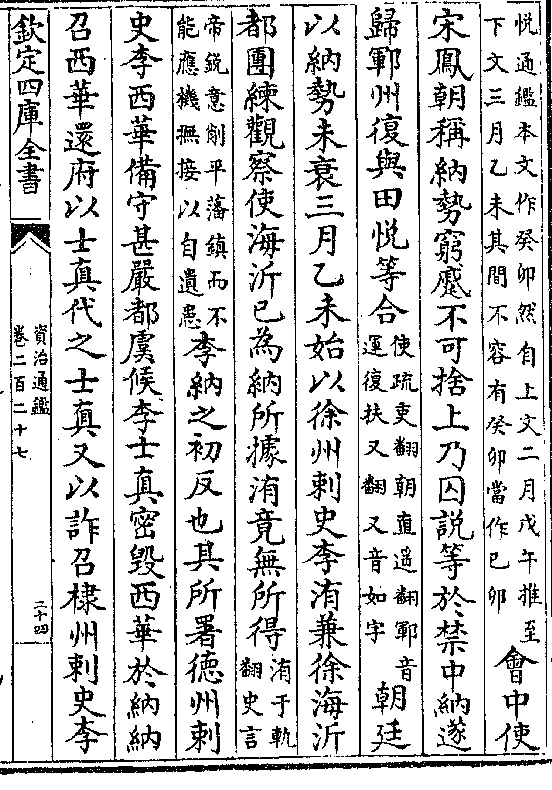 悦通鑑本文作癸卯然自上文二月戊午推至
下文三月乙未其間不容有癸卯當作已卯
會中使
宋鳳朝稱納勢窮蹙不可捨上乃囚説等於禁中納遂
歸鄆州復與田悦等合
使疏吏翻朝直遥翻鄆音
運復扶又翻又音如字
朝廷
以納勢未衰三月乙未始以徐州刺史李洧兼徐海沂
都團練觀察使海沂已為納所據洧竟無所得
洧于軌
翻史言
帝鋭意削平藩鎮而不
能應機撫接以自遺患
李納之初反也其所署德州刺
史李西華備守甚嚴都虞候李士真密毁西華於納納
召西華還府以士真代之士真又以詐召棣州刺史李
欽定四庫全書
資治通鑑
卷二百二十七
二十四